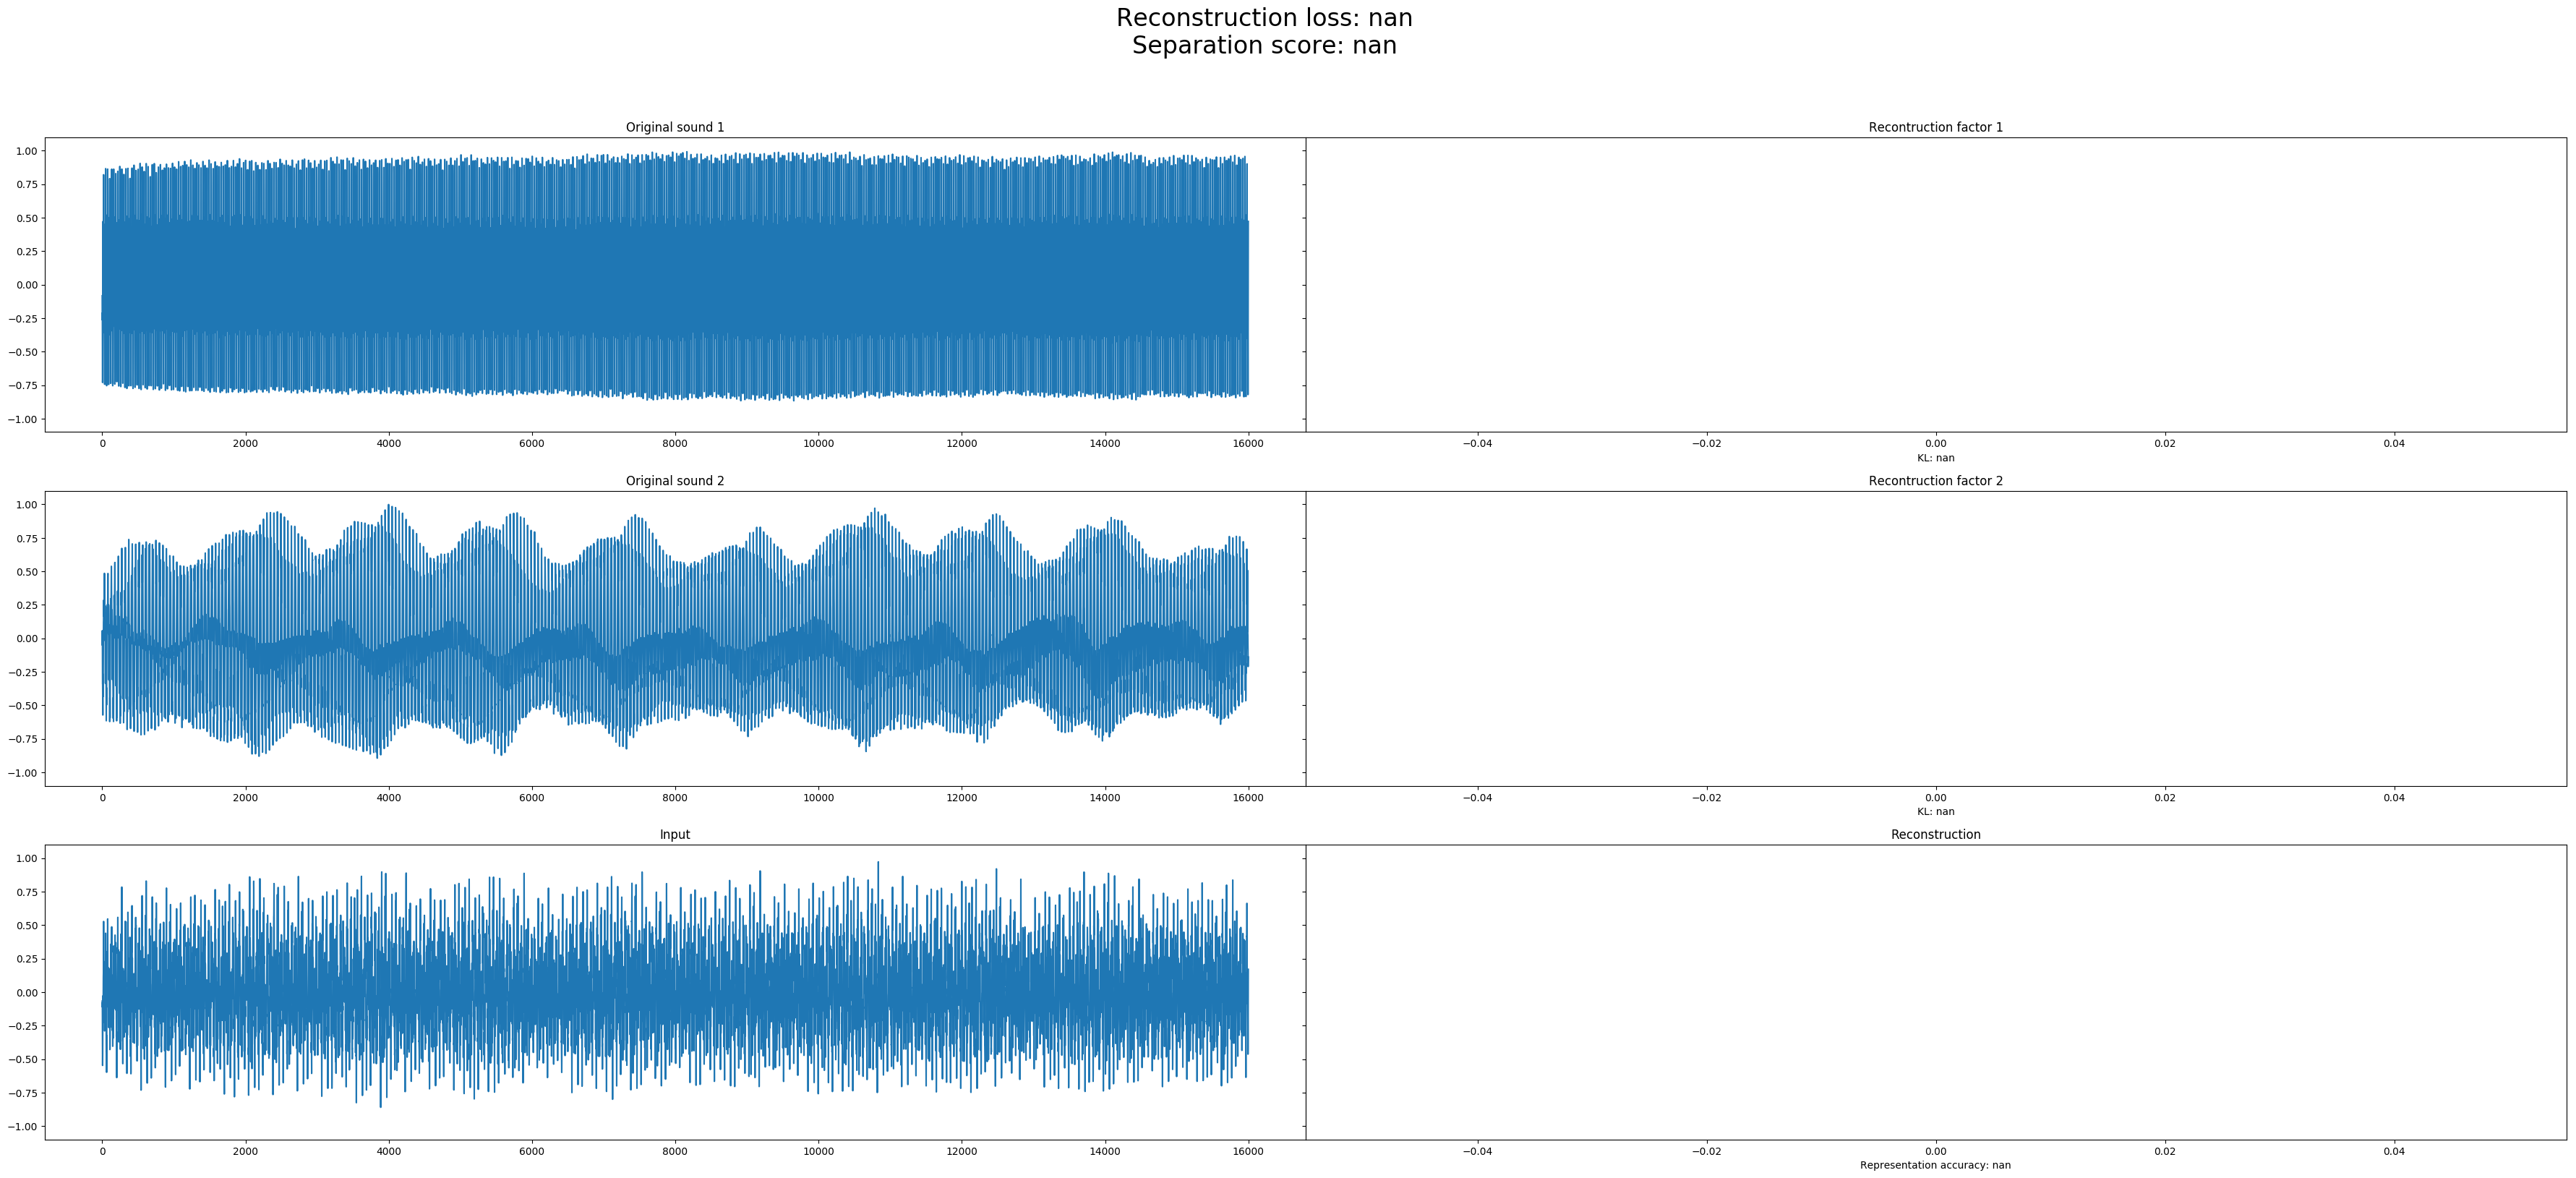 Reconstruction loss: nan
Separation score: nan
Original sound 1
Recontruction factor 1
1.00
0.75
0.50
0.25
0.00
−0.25
−0.50
−0.75
−1.00
0 2000 4000 6000 8000 10000 12000 14000 16000
−0.04 −0.02 0.00 0.02 0.04
KL: nan
Original sound 2
Recontruction factor 2
1.00
0.75
0.50
0.25
0.00
−0.25
−0.50
−0.75
−1.00
0 2000 4000 6000 8000 10000 12000 14000 16000
−0.04 −0.02 0.00 0.02 0.04
KL: nan
Input
Reconstruction
1.00
0.75
0.50
0.25
0.00
−0.25
−0.50
−0.75
−1.00
0 2000 4000 6000 8000 10000 12000 14000 16000
−0.04 −0.02 0.00 0.02 0.04
Representation accuracy: nan